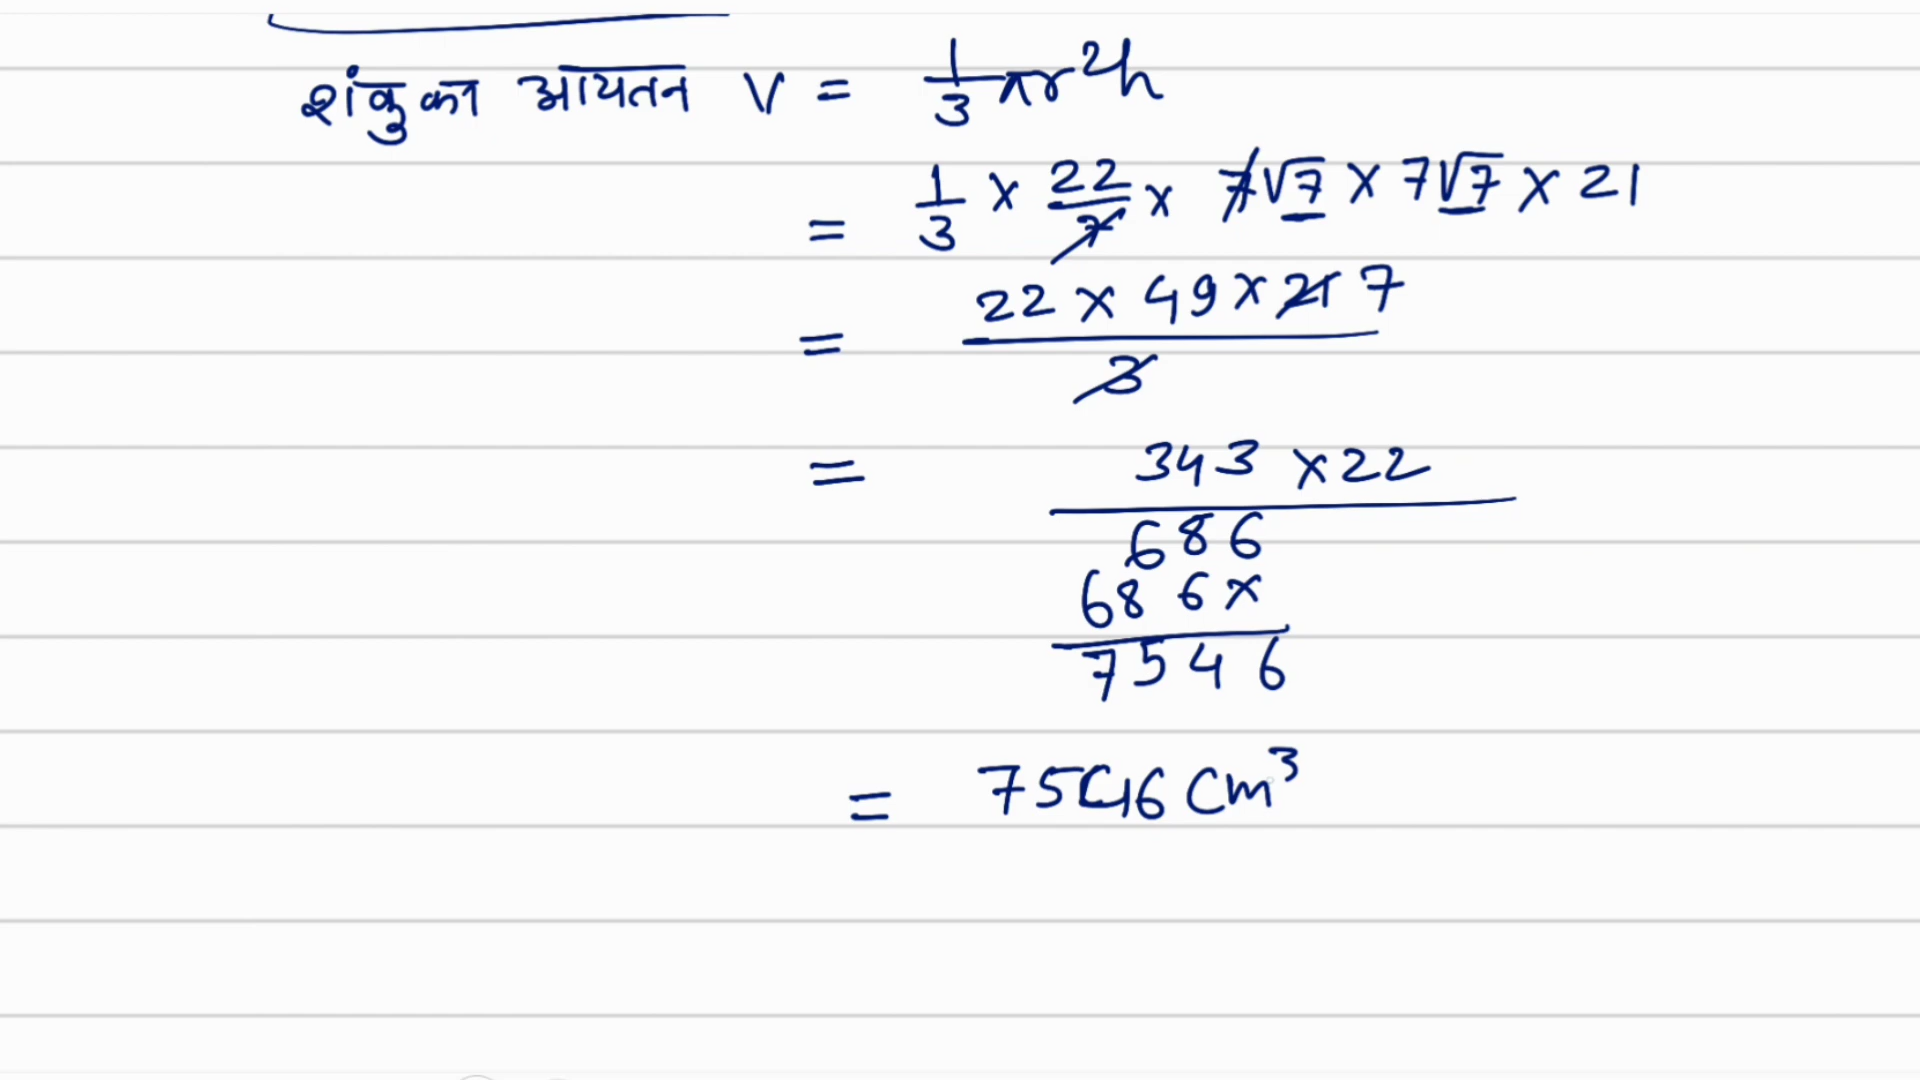 शंकु का आयतन V = 1/3 πr²h
= 1/3 × 22/7 × 7√7 × 7√7 × 21
= 22 × 49 × 21 7 / 3
= 343 × 22
686
686×
7546
= 7546 Cm³